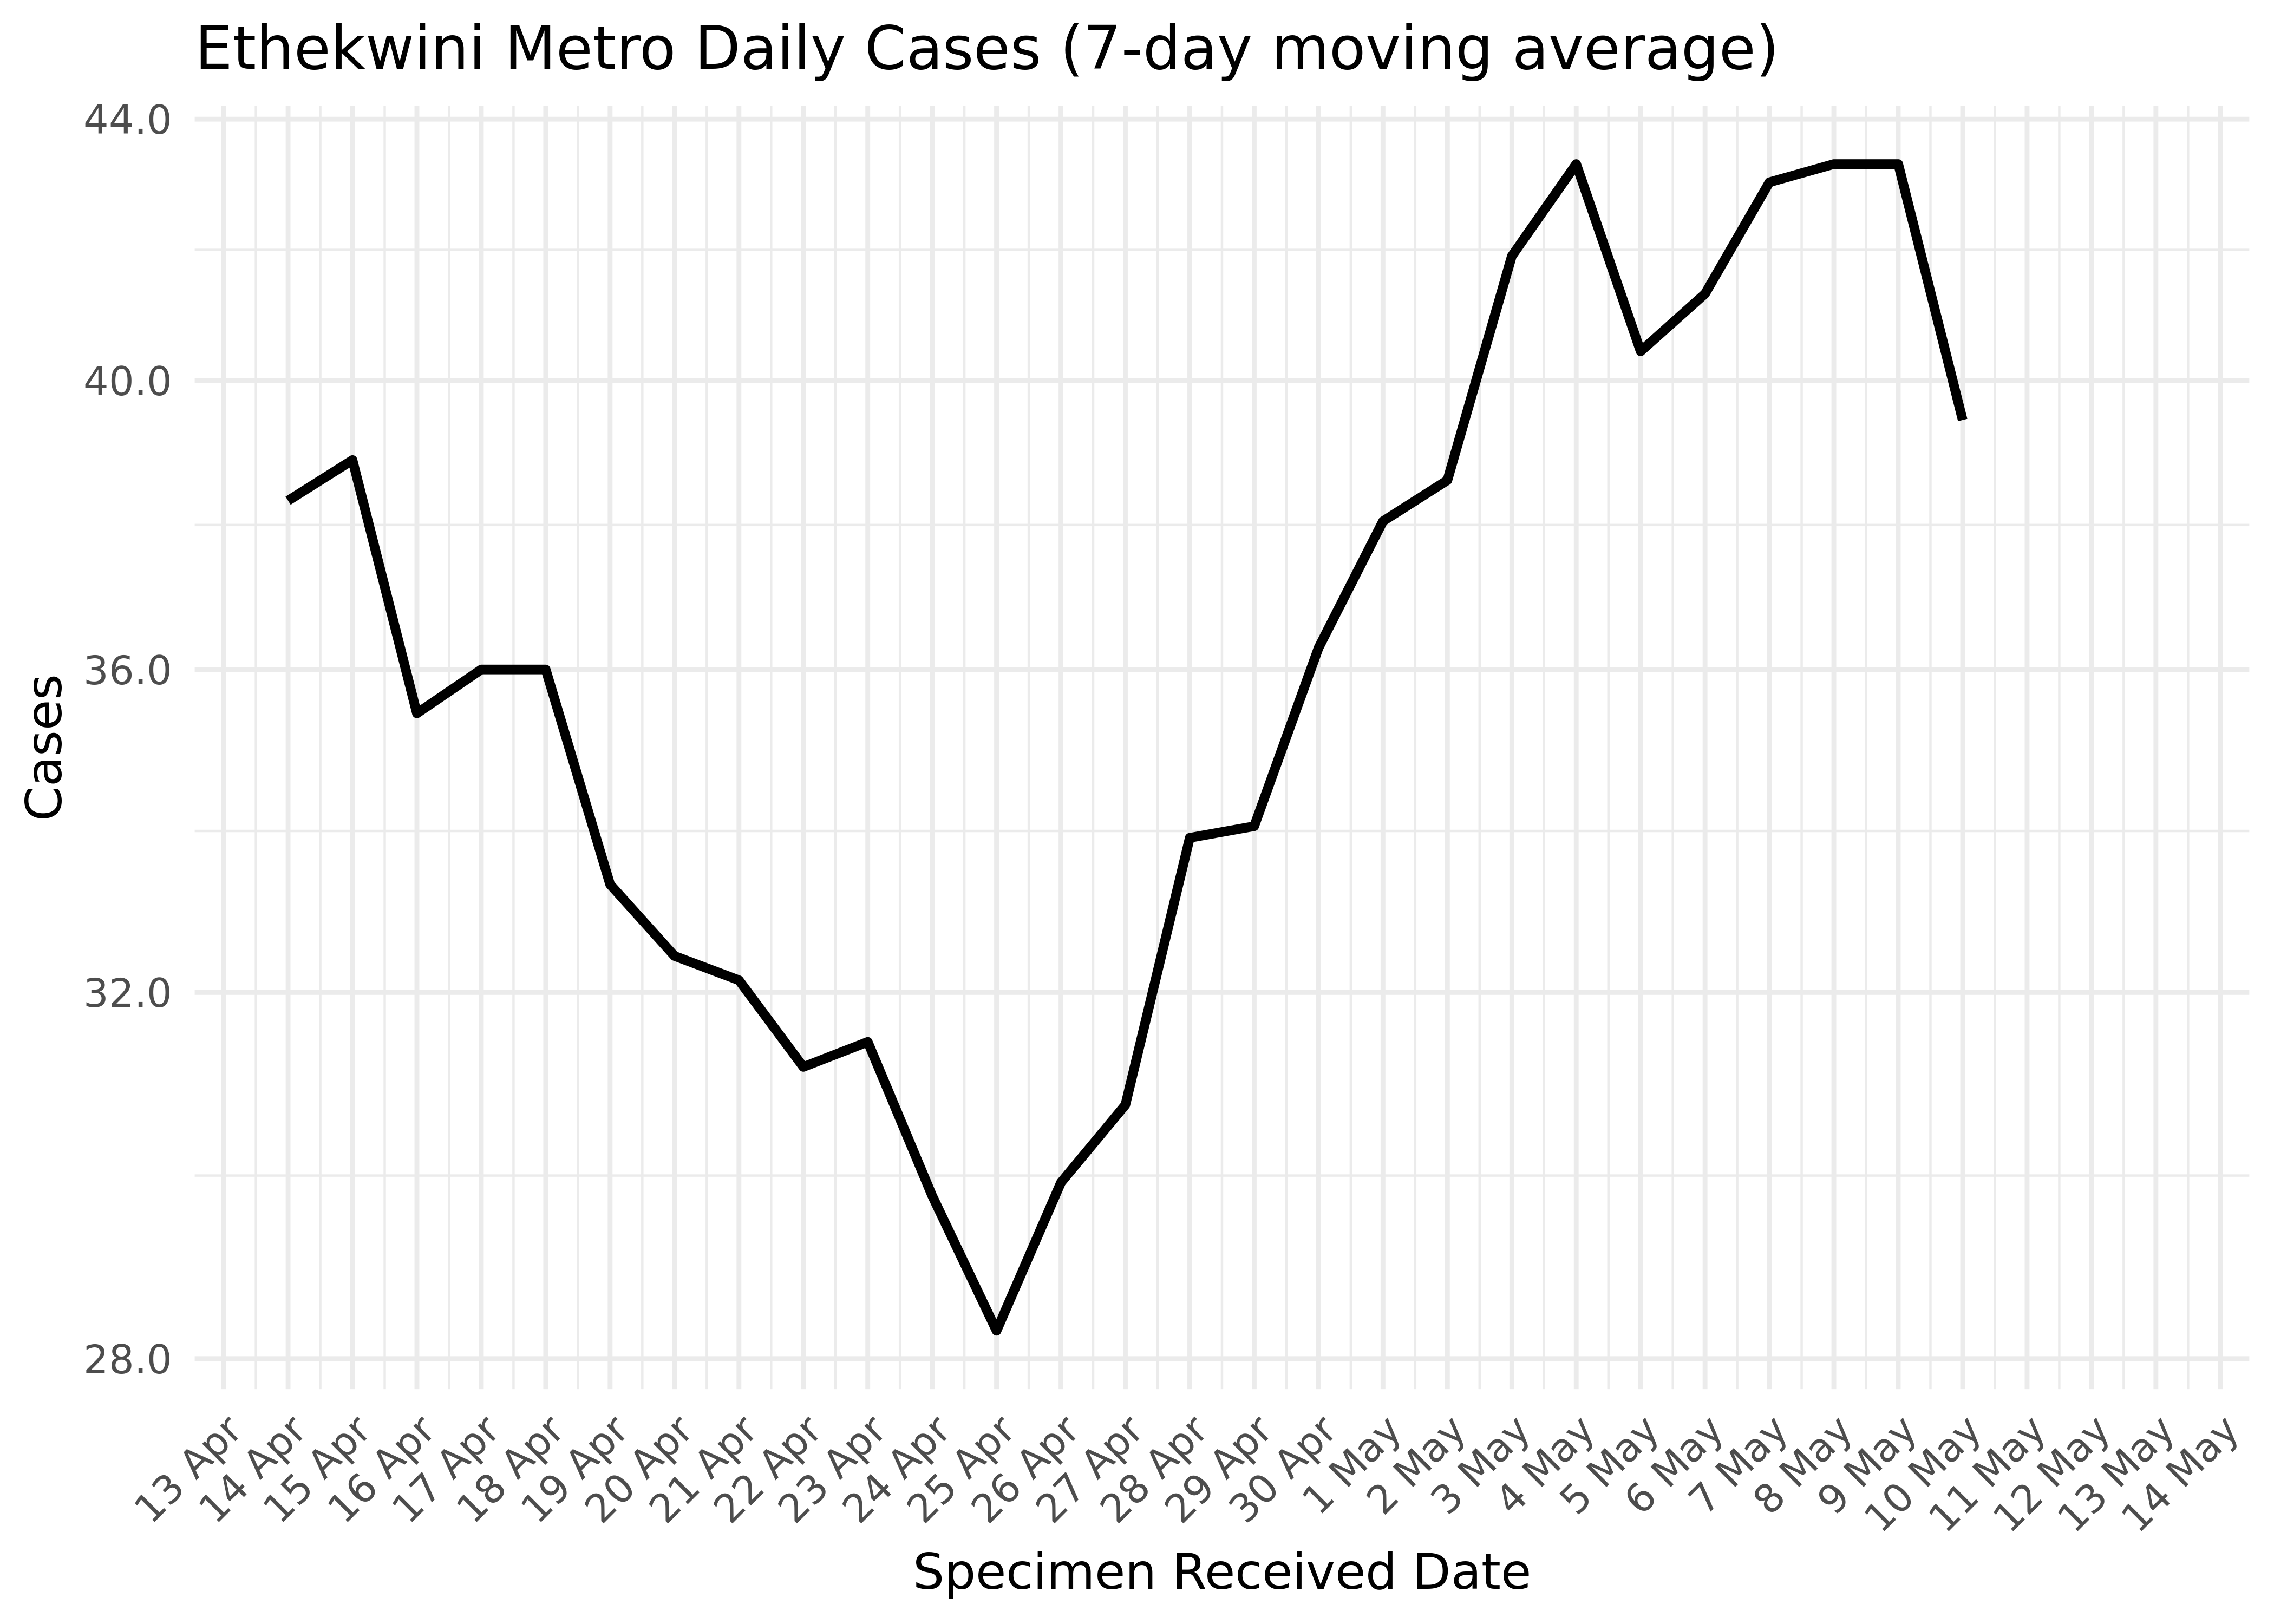 Ethekwini Metro Daily Cases (7-day moving average)
44.0
40.0
36.0
32.0
28.0
Cases
13 Apr
14 Apr
15 Apr
16 Apr
17 Apr
18 Apr
19 Apr
20 Apr
21 Apr
22 Apr
23 Apr
24 Apr
25 Apr
26 Apr
27 Apr
28 Apr
29 Apr
30 Apr
1 May
2 May
3 May
4 May
5 May
6 May
7 May
8 May
9 May
10 May
11 May
12 May
13 May
14 May
Specimen Received Date